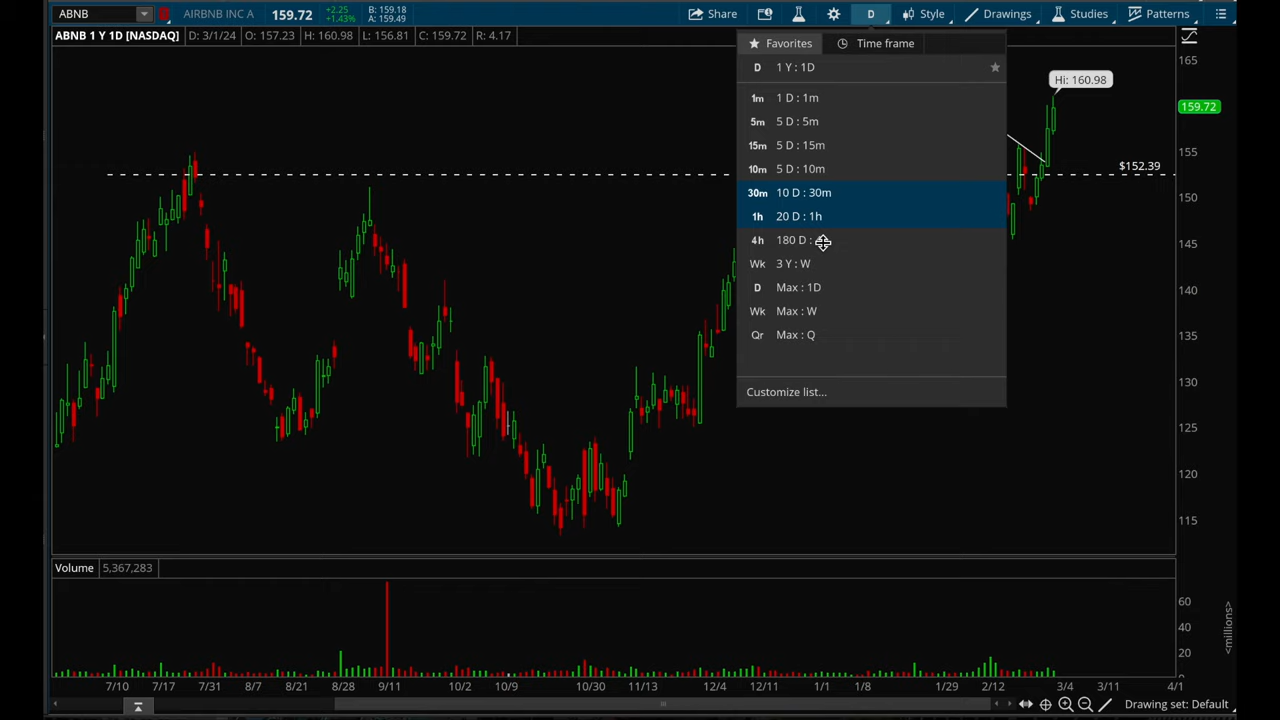 ABNB AIRBNB INC A 159.72 +2.25 +1.43% B: 159.18 A: 159.49 Share D Style Drawings Studies Patterns
ABNB 1 Y 1D [NASDAQ] D: 3/1/24 O: 157.23 H: 160.98 L: 156.81 C: 159.72 R: 4.17
Favorites Time frame
D 1 Y : 1D
1m 1 D : 1m
5m 5 D : 5m
15m 5 D : 15m
10m 5 D : 10m
30m 10 D : 30m
1h 20 D : 1h
4h 180 D :
Wk 3 Y : W
D Max : 1D
Wk Max : W
Qr Max : Q
Customize list...
Hi: 160.98
$152.39
165
159.72
155
150
145
140
135
130
125
120
115
Volume 5,367,283
60
40
20
<millions>
7/10 7/17 7/31 8/7 8/21 8/28 9/11 10/2 10/9 10/30 11/13 12/4 12/11 1/1 1/8 1/29 2/12 3/4 3/11 4/1
Drawing set: Default